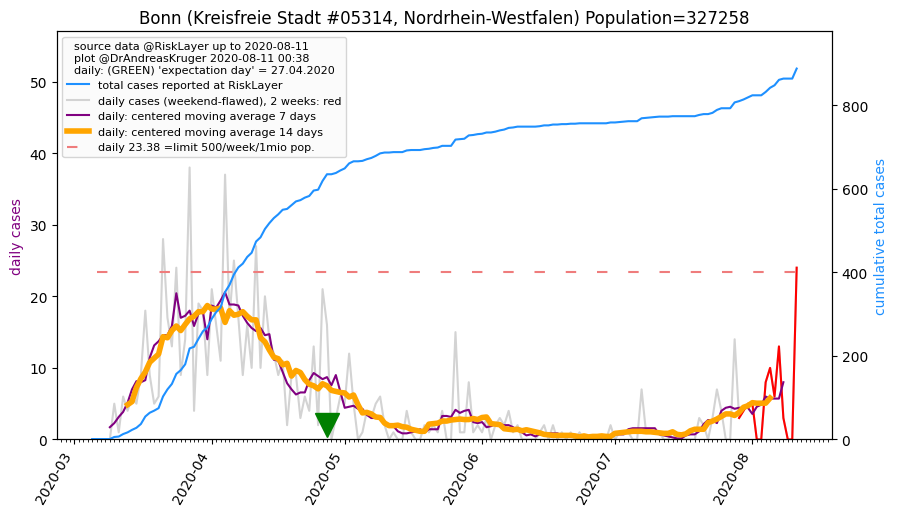 Bonn (Kreisfreie Stadt #05314, Nordrhein-Westfalen) Population=327258
source data @RiskLayer up to 2020-08-11
plot @DrAndreasKruger 2020-08-11 00:38
daily: (GREEN) 'expectation day' = 27.04.2020
total cases reported at RiskLayer
daily cases (weekend-flawed), 2 weeks: red
daily: centered moving average 7 days
daily: centered moving average 14 days
daily 23.38 =limit 500/week/1mio pop.
daily cases
50
40
30
20
10
0
cumulative total cases
800
600
400
200
0
2020-03
2020-04
2020-05
2020-06
2020-07
2020-08